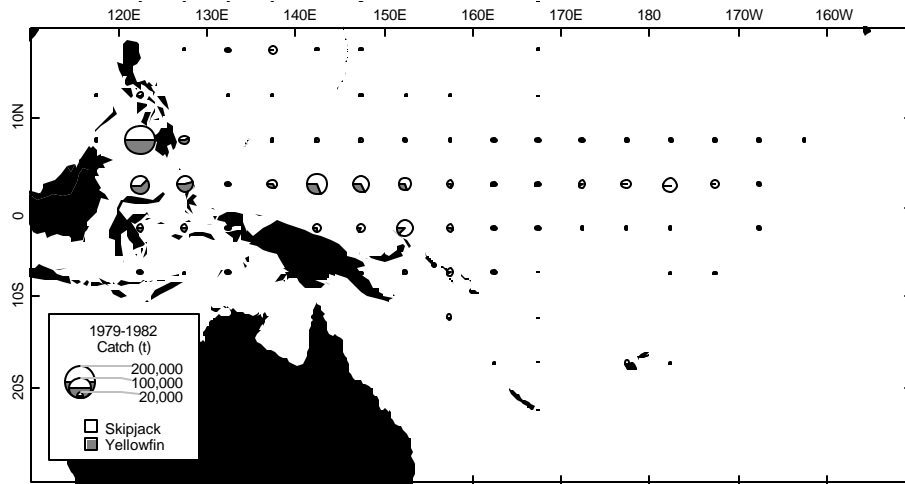 120E 130E 140E 150E 160E 170E 180 170W 160W
10N
0
10S
20S
1979-1982
Catch (t)
200,000
100,000
20,000
Skipjack
Yellowfin